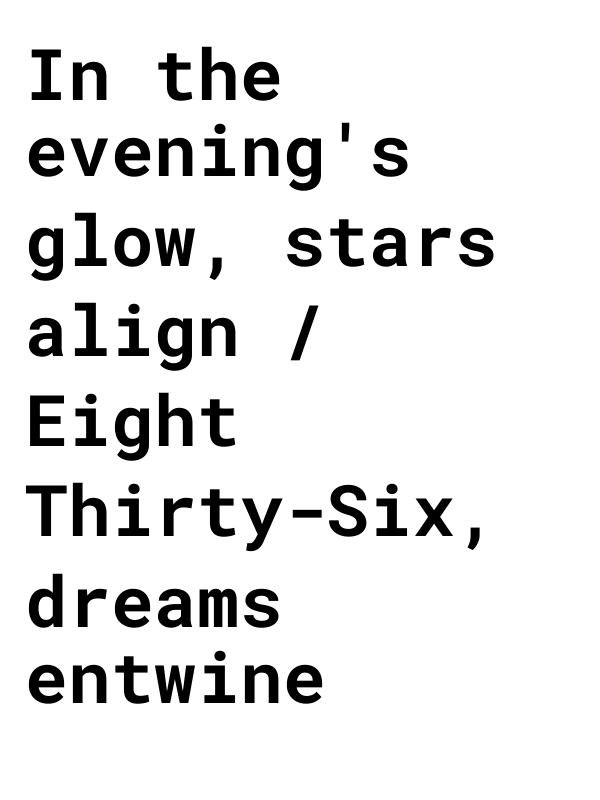 In the
evening's
glow, stars
align /
Eight
Thirty-Six,
dreams
entwine